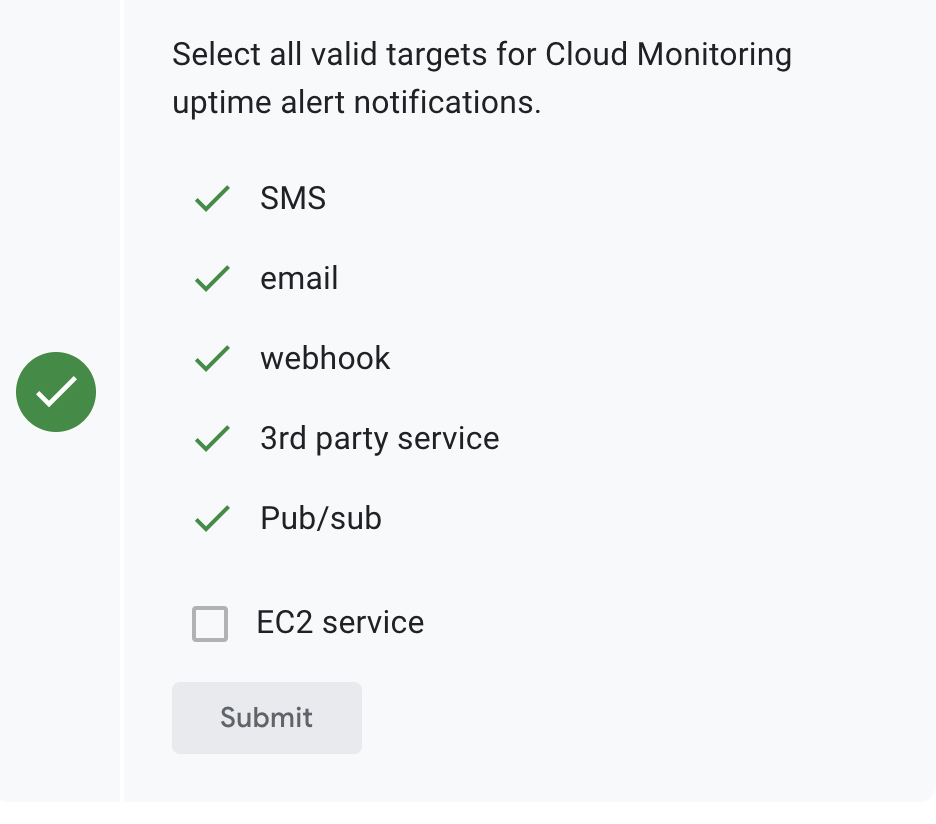 Select all valid targets for Cloud Monitoring
uptime alert notifications.
SMS
email
webhook
3rd party service
Pub/sub
EC2 service
Submit